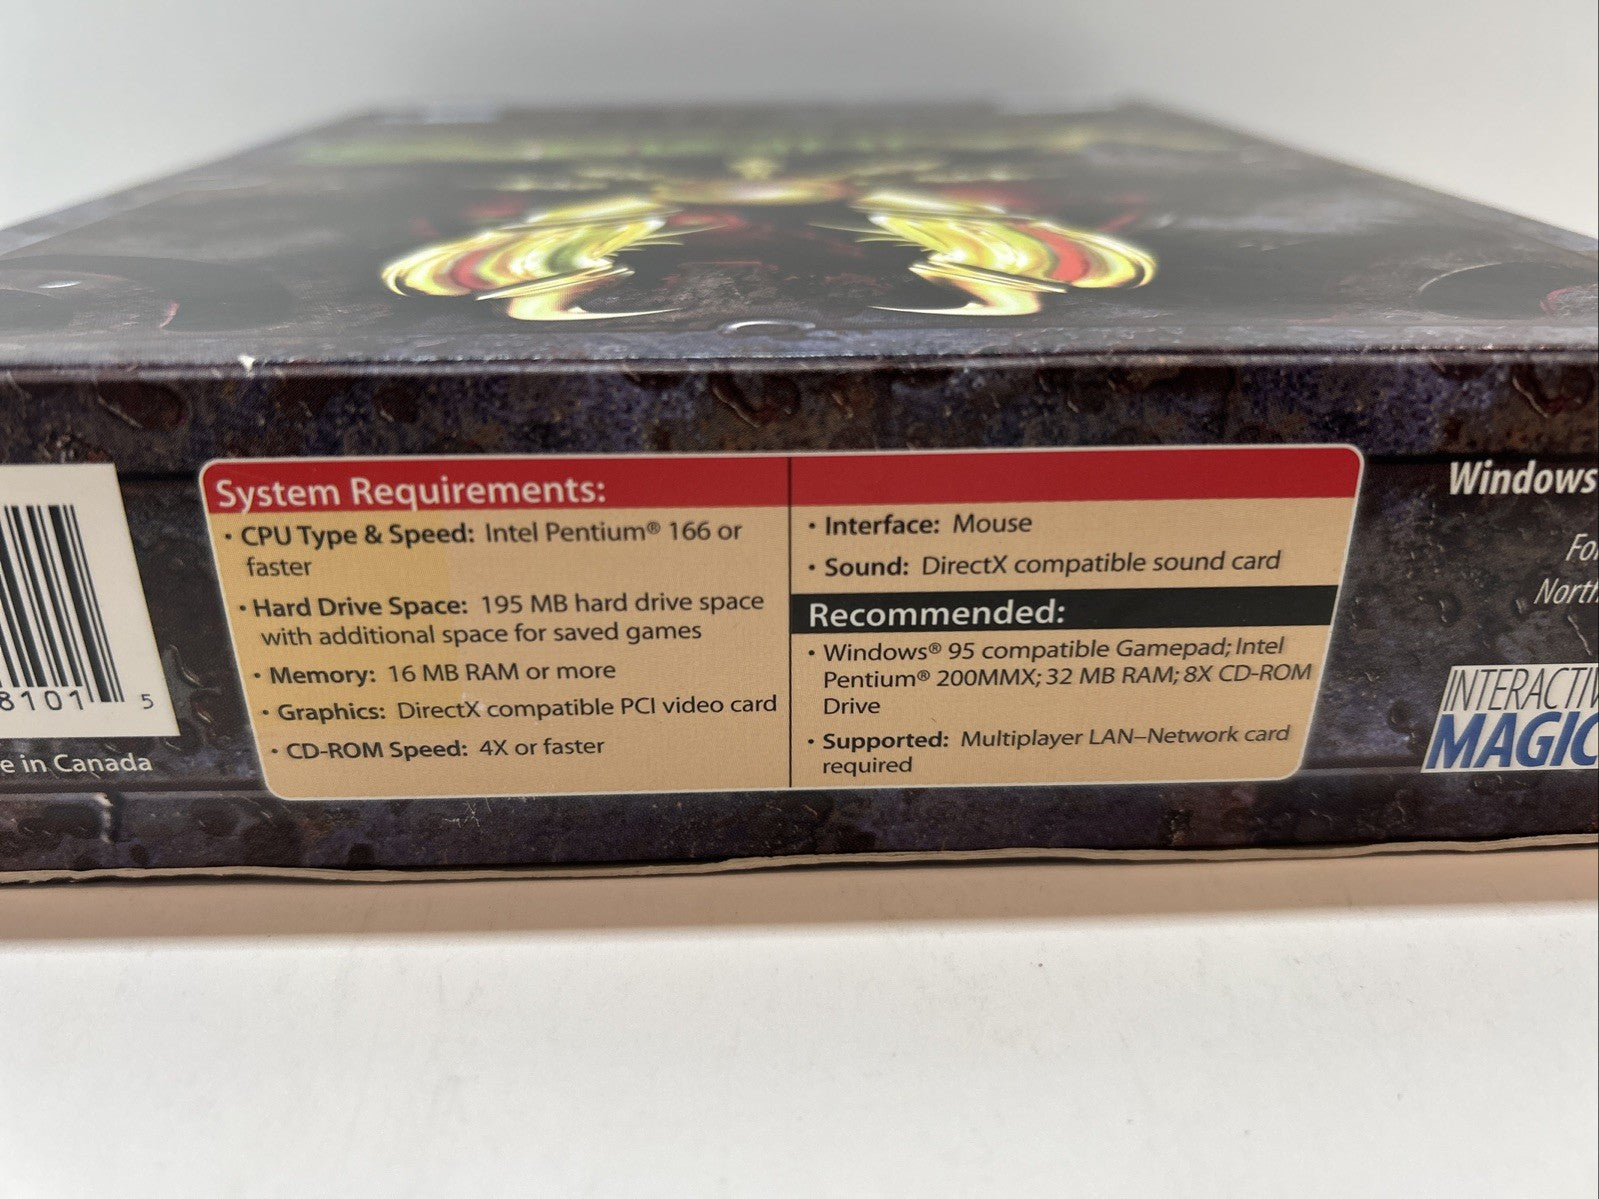 System Requirements:
• CPU Type & Speed: Intel Pentium® 166 or
faster
• Hard Drive Space: 195 MB hard drive space
with additional space for saved games
• Memory: 16 MB RAM or more
• Graphics: DirectX compatible PCI video card
• CD-ROM Speed: 4X or faster
• Interface: Mouse
• Sound: DirectX compatible sound card
Recommended:
• Windows® 95 compatible Gamepad; Intel
Pentium® 200MMX; 32 MB RAM; 8X CD-ROM
Drive
• Supported: Multiplayer LAN–Network card
required
8101 5
e in Canada
Windows
Fo
North
INTERACTIV
MAGIC